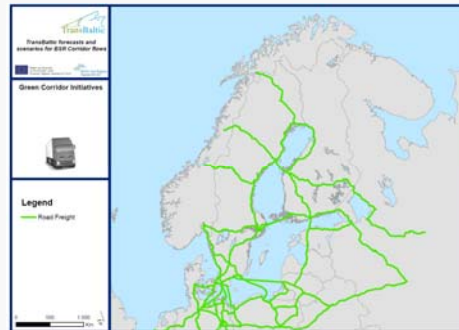 TransBaltic
TransBaltic forecasts and
scenarios for BSR Corridor flows
Green Corridor Initiatives
Legend
Road Freight
0 500 1 000
Km